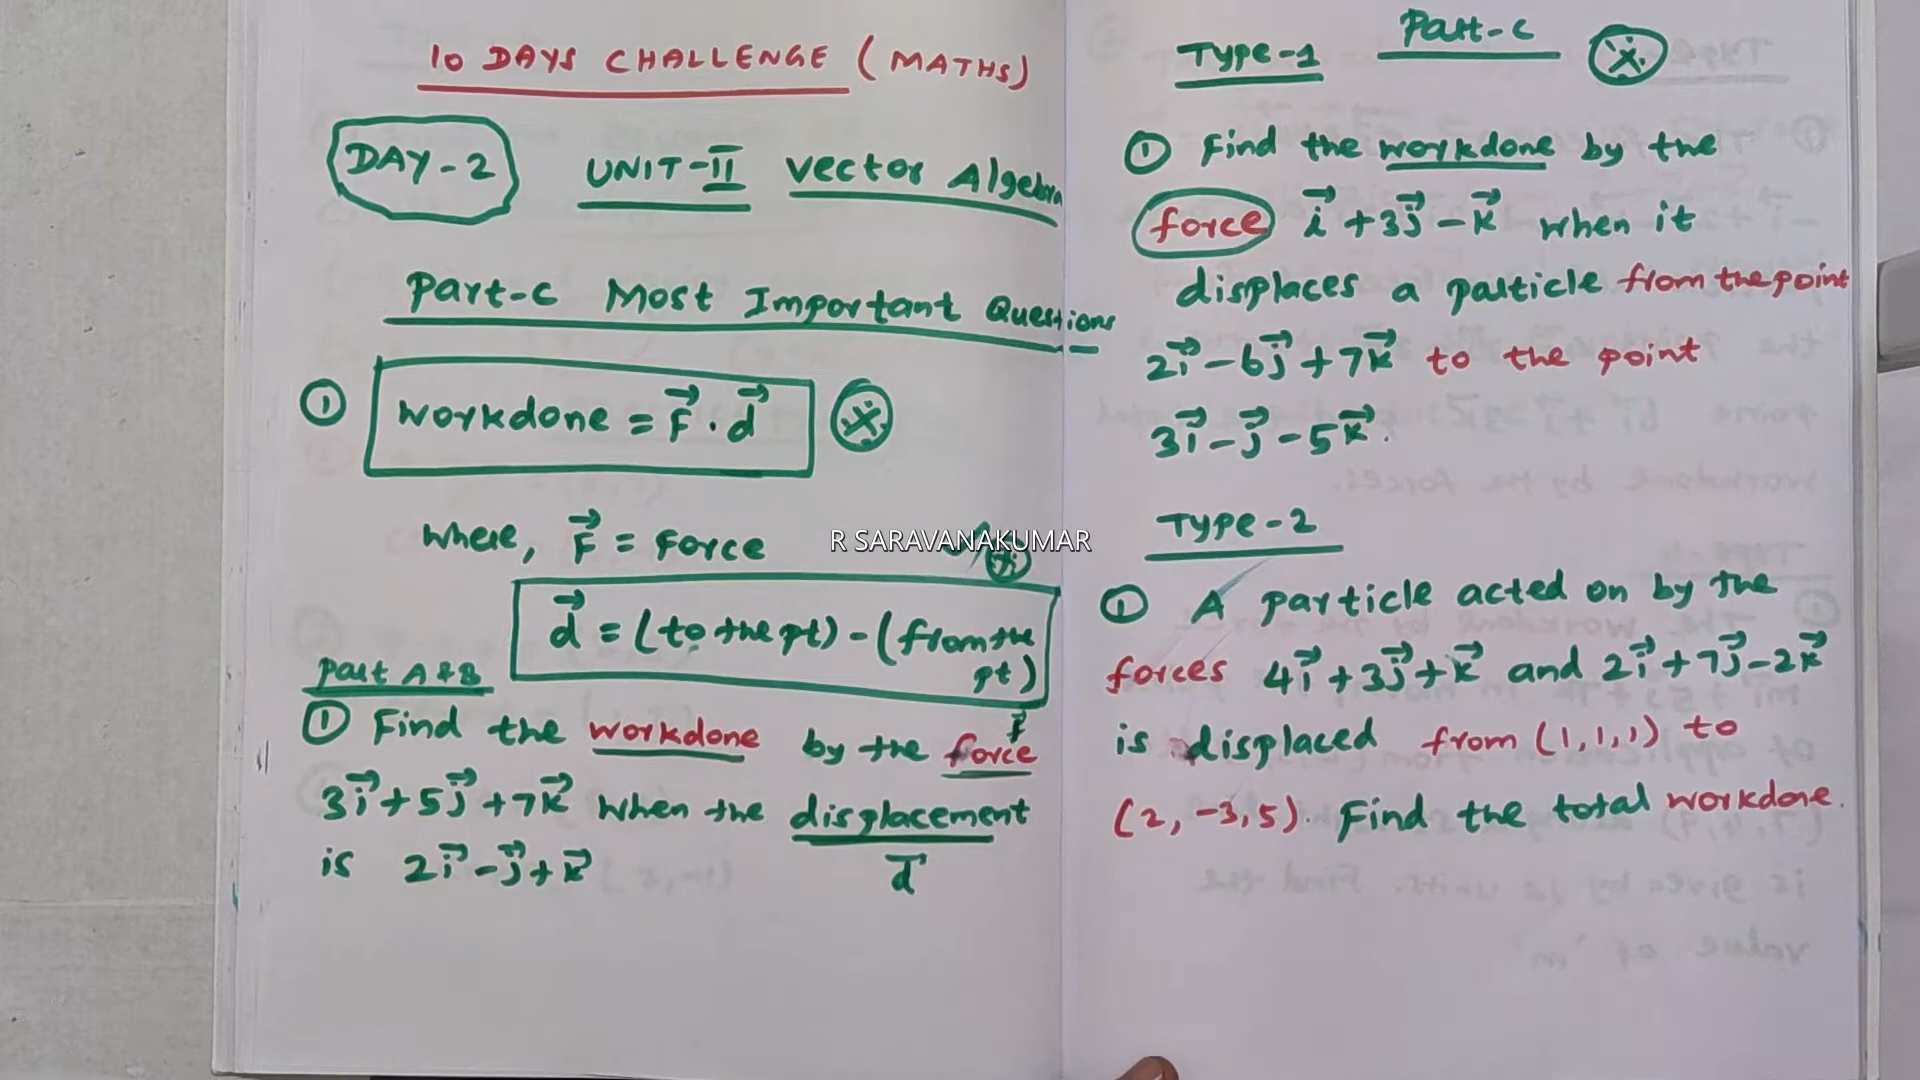 10 DAYS CHALLENGE (MATHS)
DAY-2 UNIT-II Vector Algebra
Part-C Most Important Questions
① workdone = F⃗ . d⃗
where, F⃗ = Force
d⃗ = (to the pt) - (from the pt)
Part A & B
① Find the workdone by the force
3i⃗ + 5j⃗ + 7k⃗ when the displacement
is 2i⃗ - j⃗ + k⃗
d⃗
R SARAVANAKUMAR
Type-1 Part-C
① Find the workdone by the
force i⃗ + 3j⃗ - k⃗ when it
displaces a particle from the point
2i⃗ - 6j⃗ + 7k⃗ to the point
3i⃗ - j⃗ - 5k⃗.
Type-2
① A particle acted on by the
forces 4i⃗ + 3j⃗ + k⃗ and 2i⃗ + 7j⃗ - 2k⃗
is displaced from (1,1,1) to
(2,-3,5). Find the total workdone.